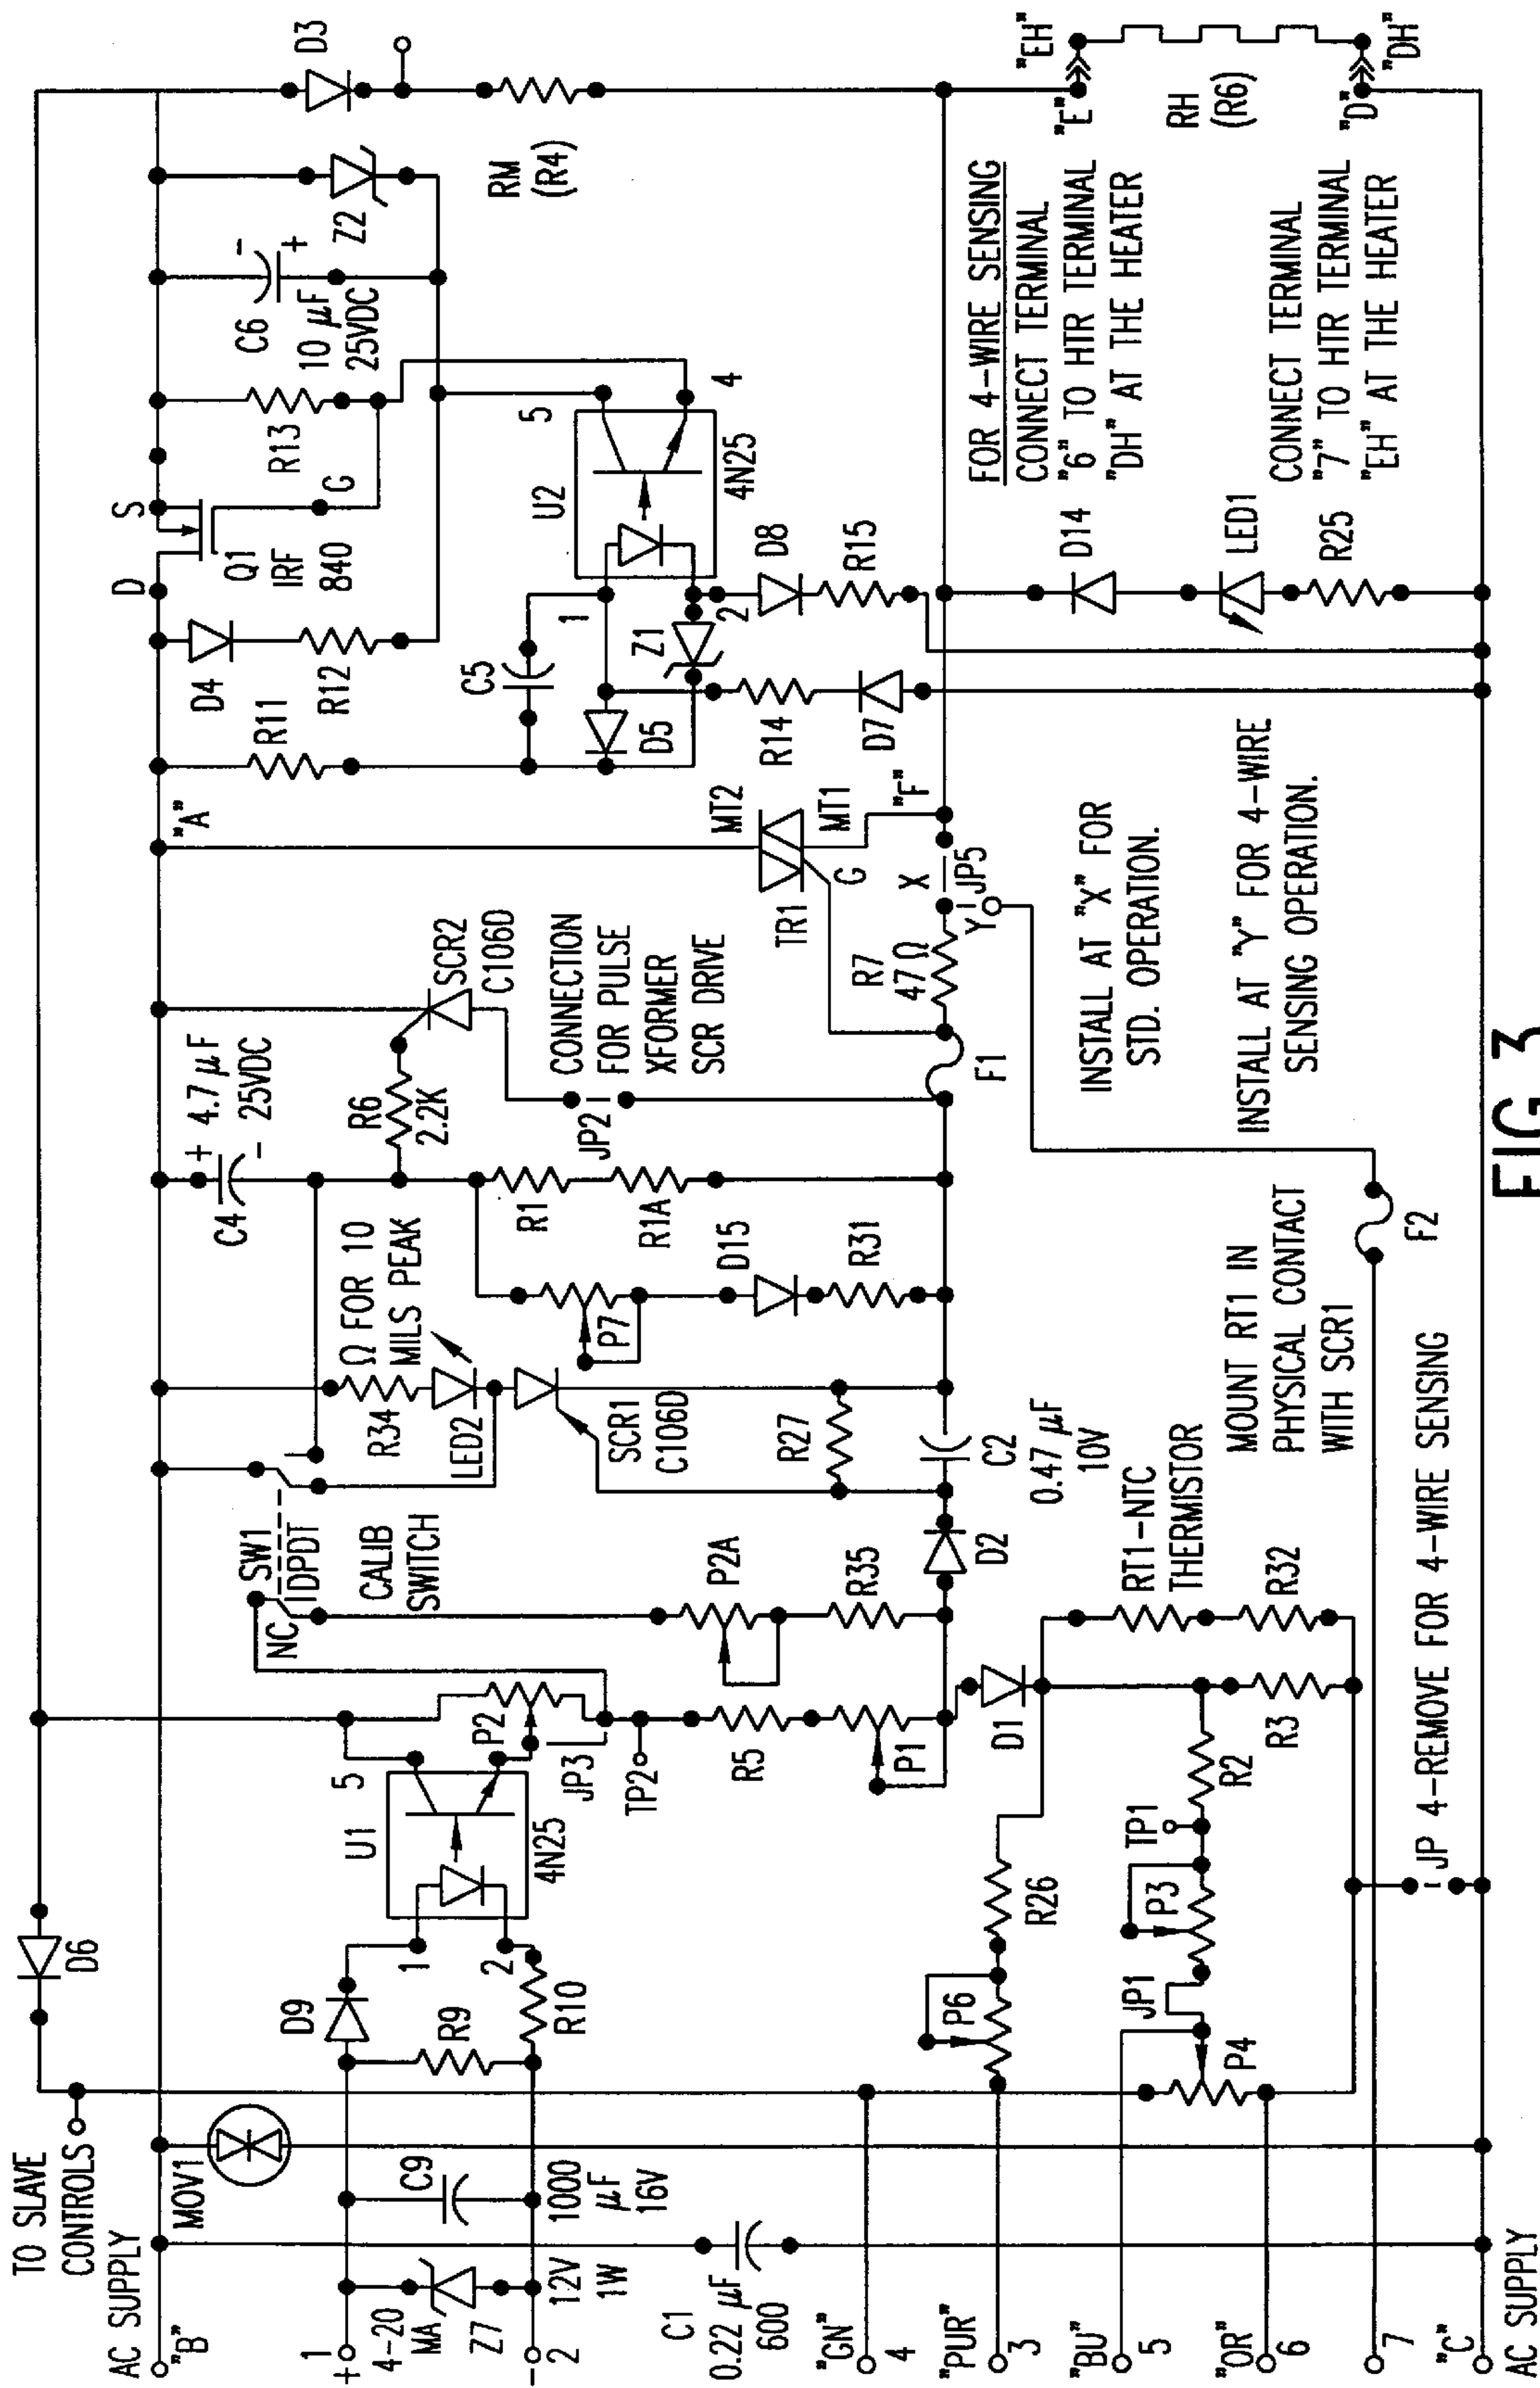 TO SLAVE
CONTROLS
AC SUPPLY
"B"
MOV1
D6
1
+
4-20
MA
Z7
-
2
12V
1W
C9
1000
µF
16V
D9
R9
R10
1
2
U1
4N25
5
P2
JP3
TP2
R5
P1
NC
SW1
DPDT
CALIB
SWITCH
P2A
R35
D2
C2
0.47 µF
10V
R34
Ω FOR 10
MILS PEAK
LED2
SCR1
C106D
R27
P7
D15
R31
C4
+ 4.7 µF
- 25VDC
R1
R1A
R6
2.2K
JP2
SCR2
C106D
CONNECTION
FOR PULSE
XFORMER
SCR DRIVE
F1
R7
47 Ω
TR1
MT2
MT1
G
"A"
"F"
X
JP5
Y
R11
D4
R12
D
S
Q1
IRF
840
G
R13
C6
10 µF
25VDC
-
+
Z2
D3
RM
(R4)
C5
D5
Z1
1
2
U2
4N25
5
4
D8
R15
R14
D7
D14
LED1
R25
FOR 4-WIRE SENSING
CONNECT TERMINAL
"6" TO HTR TERMINAL
"DH" AT THE HEATER
CONNECT TERMINAL
"7" TO HTR TERMINAL
"EH" AT THE HEATER
"E"
"EH"
RH
(R6)
"D"
"DH"
INSTALL AT "X" FOR
STD. OPERATION.
INSTALL AT "Y" FOR 4-WIRE
SENSING OPERATION.
C1
0.22 µF
600
"GN"
4
"PUR"
3
"BU"
5
"OR"
6
7
"C"
AC SUPPLY
P6
R26
D1
JP1
P4
P3
TP1
R2
R3
RT1-NTC
THERMISTOR
R32
MOUNT RT1 IN
PHYSICAL CONTACT
WITH SCR1
F2
JP 4-REMOVE FOR 4-WIRE SENSING
FIG 3